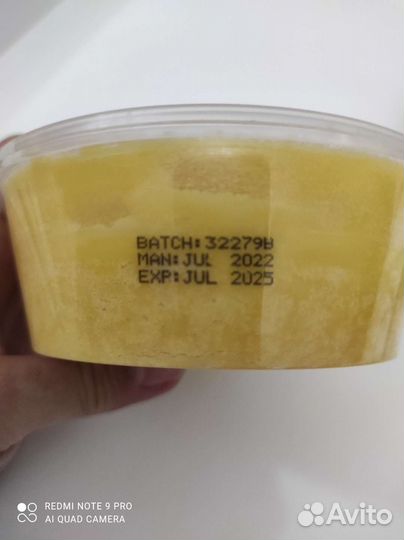 BATCH:32279B
MAN:JUL 2022
EXP:JUL 2025
REDMI NOTE 9 PRO
AI QUAD CAMERA
Avito